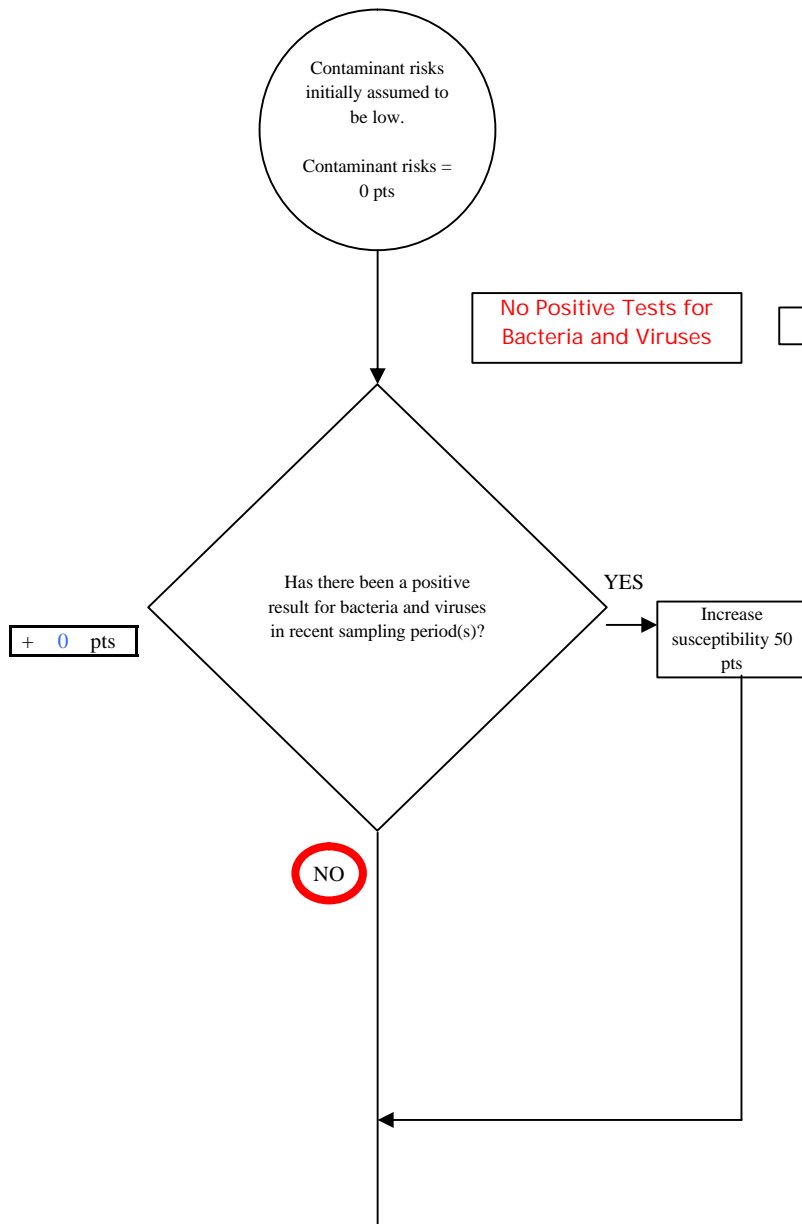 Contaminant risks
initially assumed to
be low.
Contaminant risks =
0 pts
No Positive Tests for
Bacteria and Viruses
Has there been a positive
result for bacteria and viruses
in recent sampling period(s)?
YES
Increase
susceptibility 50
pts
+ 0 pts
NO